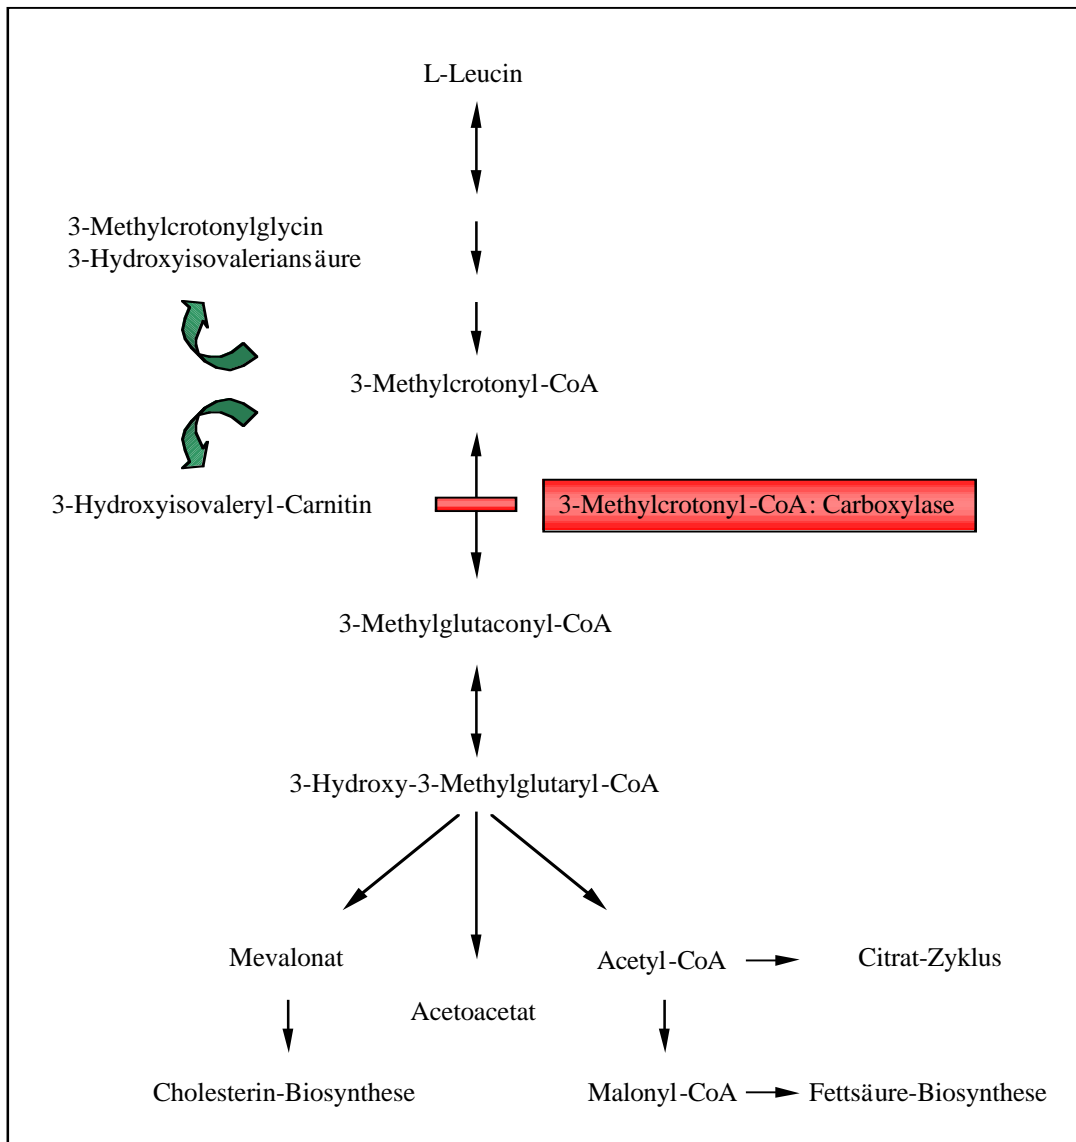 L-Leucin
3-Methylcrotonylglycin
3-Hydroxyisovaleriansäure
3-Methylcrotonyl-CoA
3-Hydroxyisovaleryl-Carnitin
3-Methylcrotonyl-CoA: Carboxylase
3-Methylglutaconyl-CoA
3-Hydroxy-3-Methylglutaryl-CoA
Mevalonat
Acetyl-CoA
Citrat-Zyklus
Acetoacetat
Cholesterin-Biosynthese
Malonyl-CoA
Fettsäure-Biosynthese